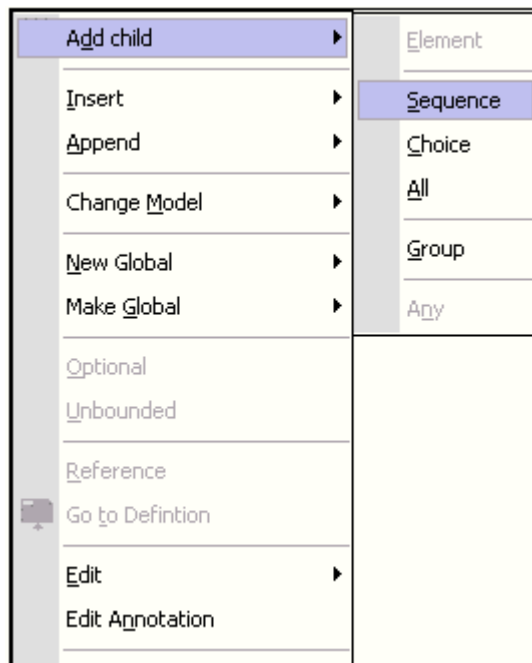 Add child
Insert
Append
Change Model
New Global
Make Global
Optional
Unbounded
Reference
Go to Defintion
Edit
Edit Annotation
Element
Sequence
Choice
All
Group
Any